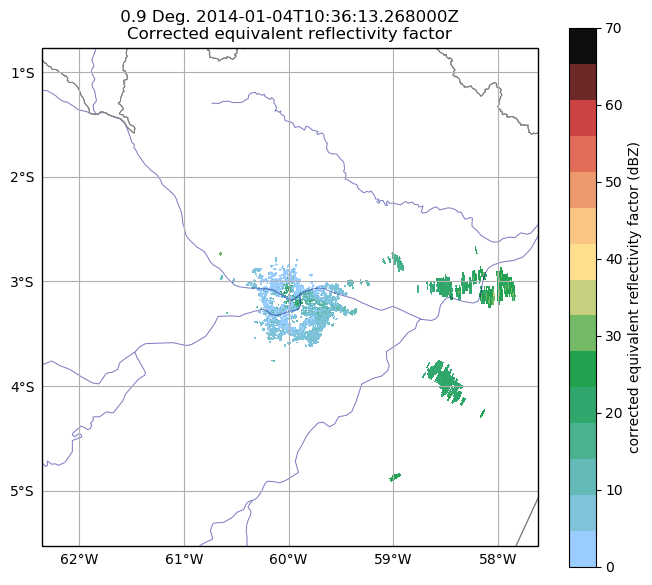 0.9 Deg. 2014-01-04T10:36:13.268000Z
Corrected equivalent reflectivity factor
1°S
2°S
3°S
4°S
5°S
62°W
61°W
60°W
59°W
58°W
70
60
50
40
30
20
10
0
corrected equivalent reflectivity factor (dBZ)